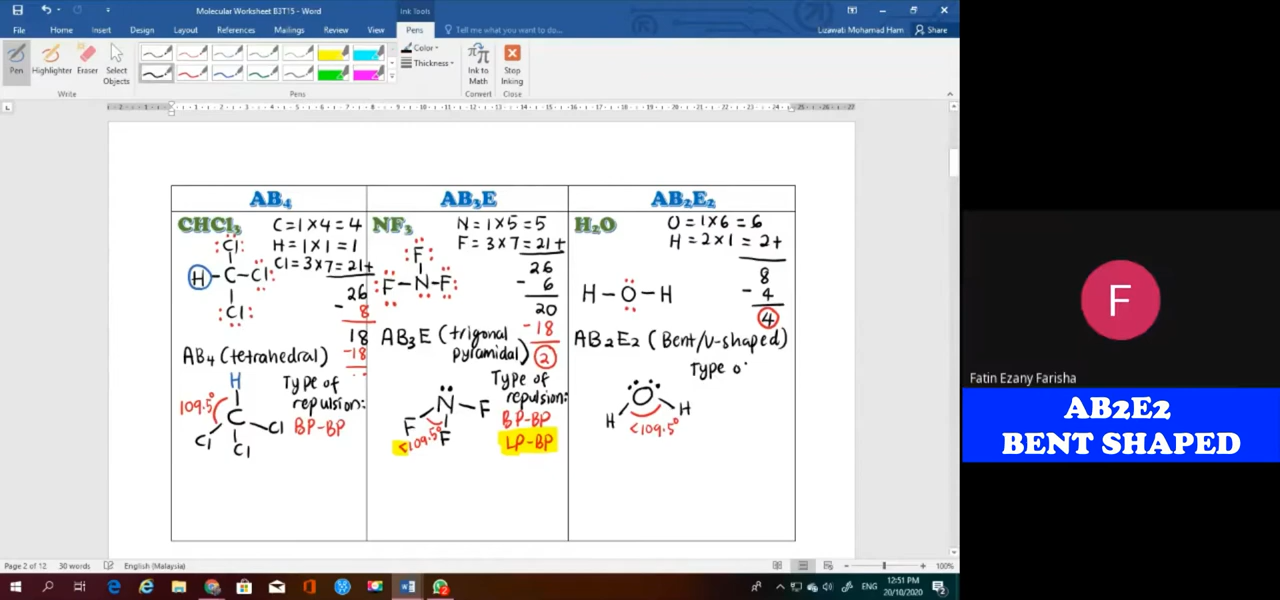 Molecular Worksheet B3T15 - Word
Ink Tools
File Home Insert Design Layout References Mailings Review View Pens Tell me what you want to do... Lizawati Mohamad Ham Share
Pen Highlighter Eraser Select Objects
Color
Thickness
Ink to Math
Stop Inking
Write Pens Convert Close
AB₄ AB₃E AB₂E₂
CHCl₃
C = 1 × 4 = 4
H = 1 × 1 = 1
Cl = 3 × 7 = 21+
26
- 8
18
-18
Cl
H - C - Cl
Cl
AB₄ (tetrahedral)
H
109.5°
C
Cl Cl Cl
Type of
repulsion:
BP-BP
NF₃
N = 1 × 5 = 5
F = 3 × 7 = 21+
26
- 6
20
-18
2
F
F - N - F
AB₃E (trigonal
pyramidal)
N
F F F
<109.5°
Type of
repulsion:
BP-BP
LP-BP
H₂O
O = 1 × 6 = 6
H = 2 × 1 = 2+
8
- 4
4
H - O - H
AB2E2 (Bent/V-shaped)
Type o
O
H H
<109.5°
F
Fatin Ezany Farisha
AB2E2
BENT SHAPED
Page 2 of 12 30 words English (Malaysia) 100%
ENG 12:51 PM
20/10/2020